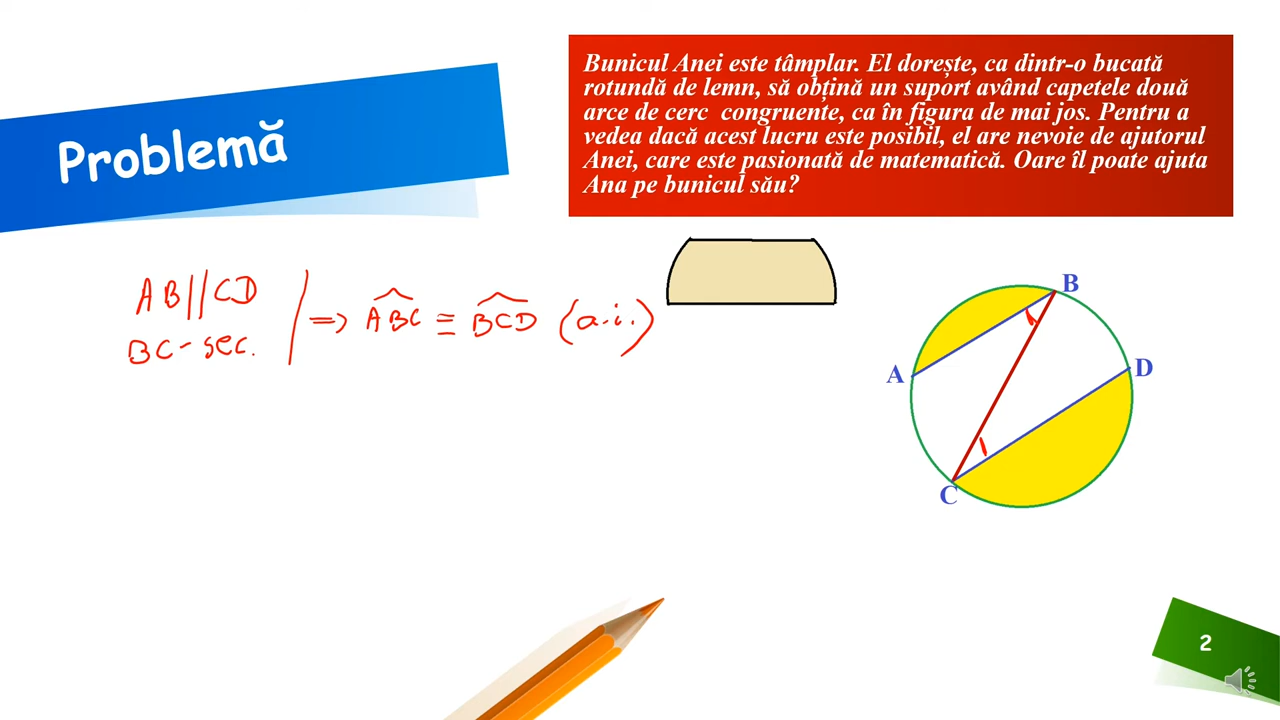 Problemă
Bunicul Anei este tâmplar. El dorește, ca dintr-o bucată
rotundă de lemn, să obțină un suport având capetele două
arce de cerc congruente, ca în figura de mai jos. Pentru a
vedea dacă acest lucru este posibil, el are nevoie de ajutorul
Anei, care este pasionată de matematică. Oare îl poate ajuta
Ana pe bunicul său?
AB//CD
BC-sec.
=> ABC ≅ BCD (a.i.)
B
A
D
C
2